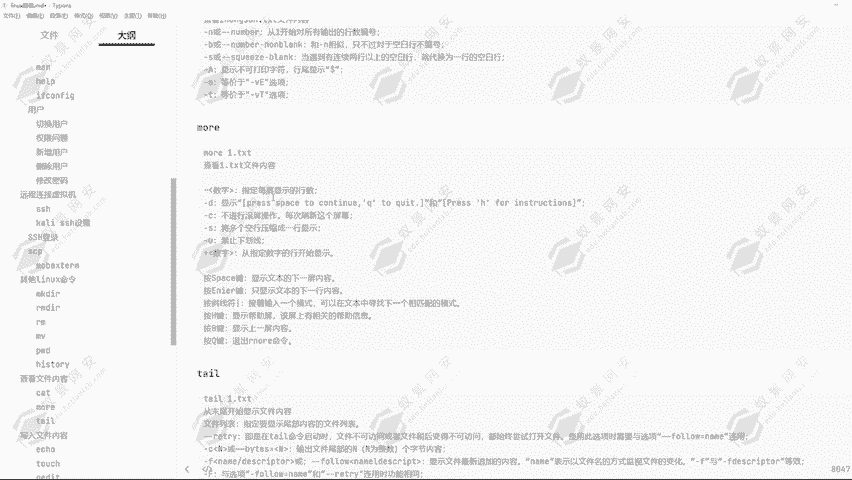 linux基础.md• - Typora
文件(F) 编辑(E) 段落(P) 格式(O) 视图(V) 主题(T) 帮助(H)
文件 大纲
man
help
ifconfig
用户
切换用户
权限问题
新增用户
删除用户
修改密码
远程连接虚拟机
ssh
kali ssh设置
SSH登录
scp
mobaxterm
其他linux命令
mkdir
rmdir
rm
mv
pwd
history
查看文件内容
cat
more
tail
写入文件内容
echo
touch
gedit
-n或--number: 从1开始对所有输出的行数编号;
-b或--number-nonblank: 和-n相似, 只不过对于空白行不编号;
-s或--squeeze-blank: 当遇到有连续两行以上的空白行, 就代换为一行的空白行;
-A: 显示不可打印字符, 行尾显示“$”;
-e: 等价于"-vE"选项;
-t: 等价于"-vT"选项;
more
more 1.txt
查看1.txt文件内容
-<数字>: 指定每屏显示的行数;
-d: 显示“[press space to continue,'q' to quit.]”和“[Press 'h' for instructions]”;
-c: 不进行滚屏操作。每次刷新这个屏幕;
-s: 将多个空行压缩成一行显示;
-u: 禁止下划线;
+<数字>: 从指定数字的行开始显示。
按Space键: 显示文本的下一屏内容。
按Enier键: 只显示文本的下一行内容。
按斜线符|: 接着输入一个模式, 可以在文本中寻找下一个相匹配的模式。
按H键: 显示帮助屏, 该屏上有相关的帮助信息。
按B键: 显示上一屏内容。
按Q键: 退出rnore命令。
tail
tail 1.txt
从末尾开始显示文件内容
文件列表: 指定要显示尾部内容的文件列表。
--retry: 即是在tail命令启动时, 文件不可访问或者文件稍后变得不可访问, 都始终尝试打开文件。使用此选项时需要与选项“--follow=name”连用;
-c<N>或--bytes=<N>: 输出文件尾部的N (N为整数) 个字节内容;
-f<name/descriptor>或; --follow<nameldescript>: 显示文件最新追加的内容。“name”表示以文件名的方式监视文件的变化。“-f”与“-fdescriptor”等效;
-F: 与选项“-follow=name”和“--retry"连用时功能相同;
8047
蚁景网安